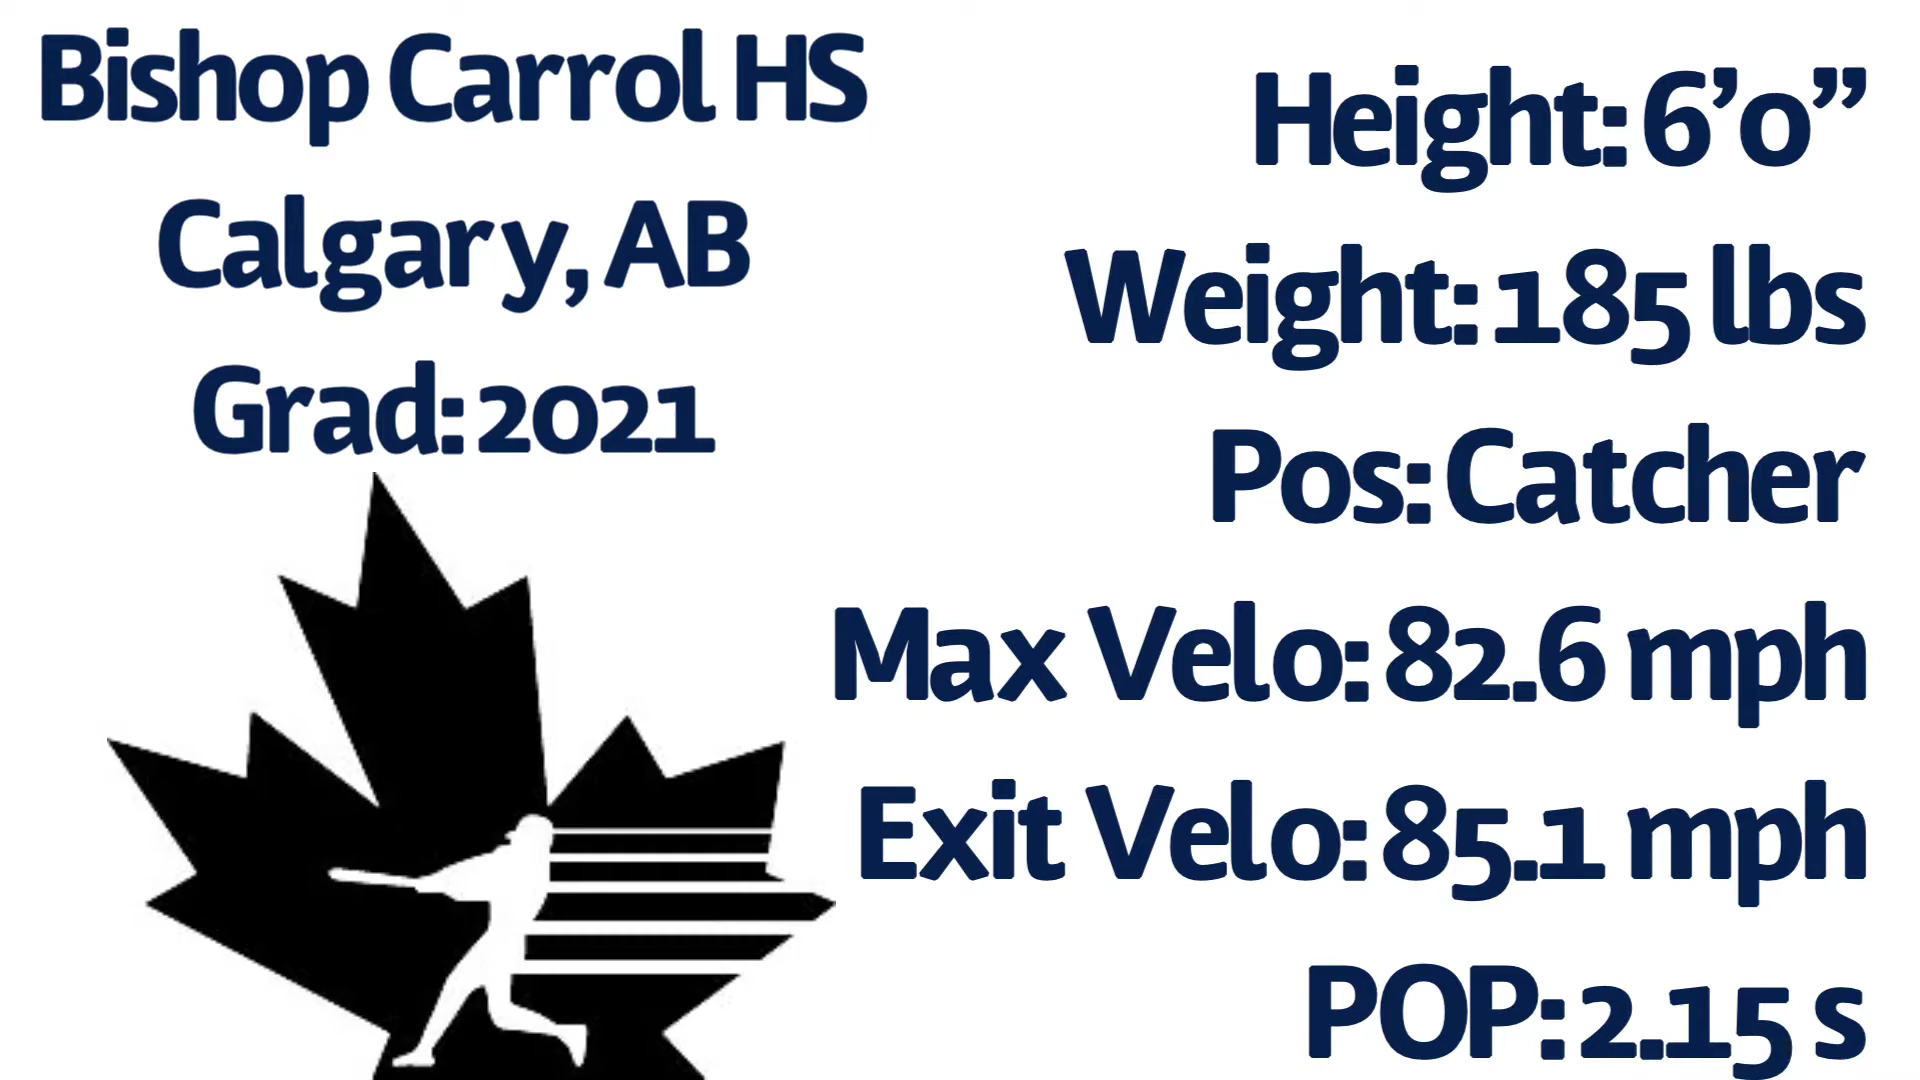 Bishop Carrol HS
Calgary, AB
Grad: 2021
Height: 6’0”
Weight: 185 lbs
Pos: Catcher
Max Velo: 82.6 mph
Exit Velo: 85.1 mph
POP: 2.15 s